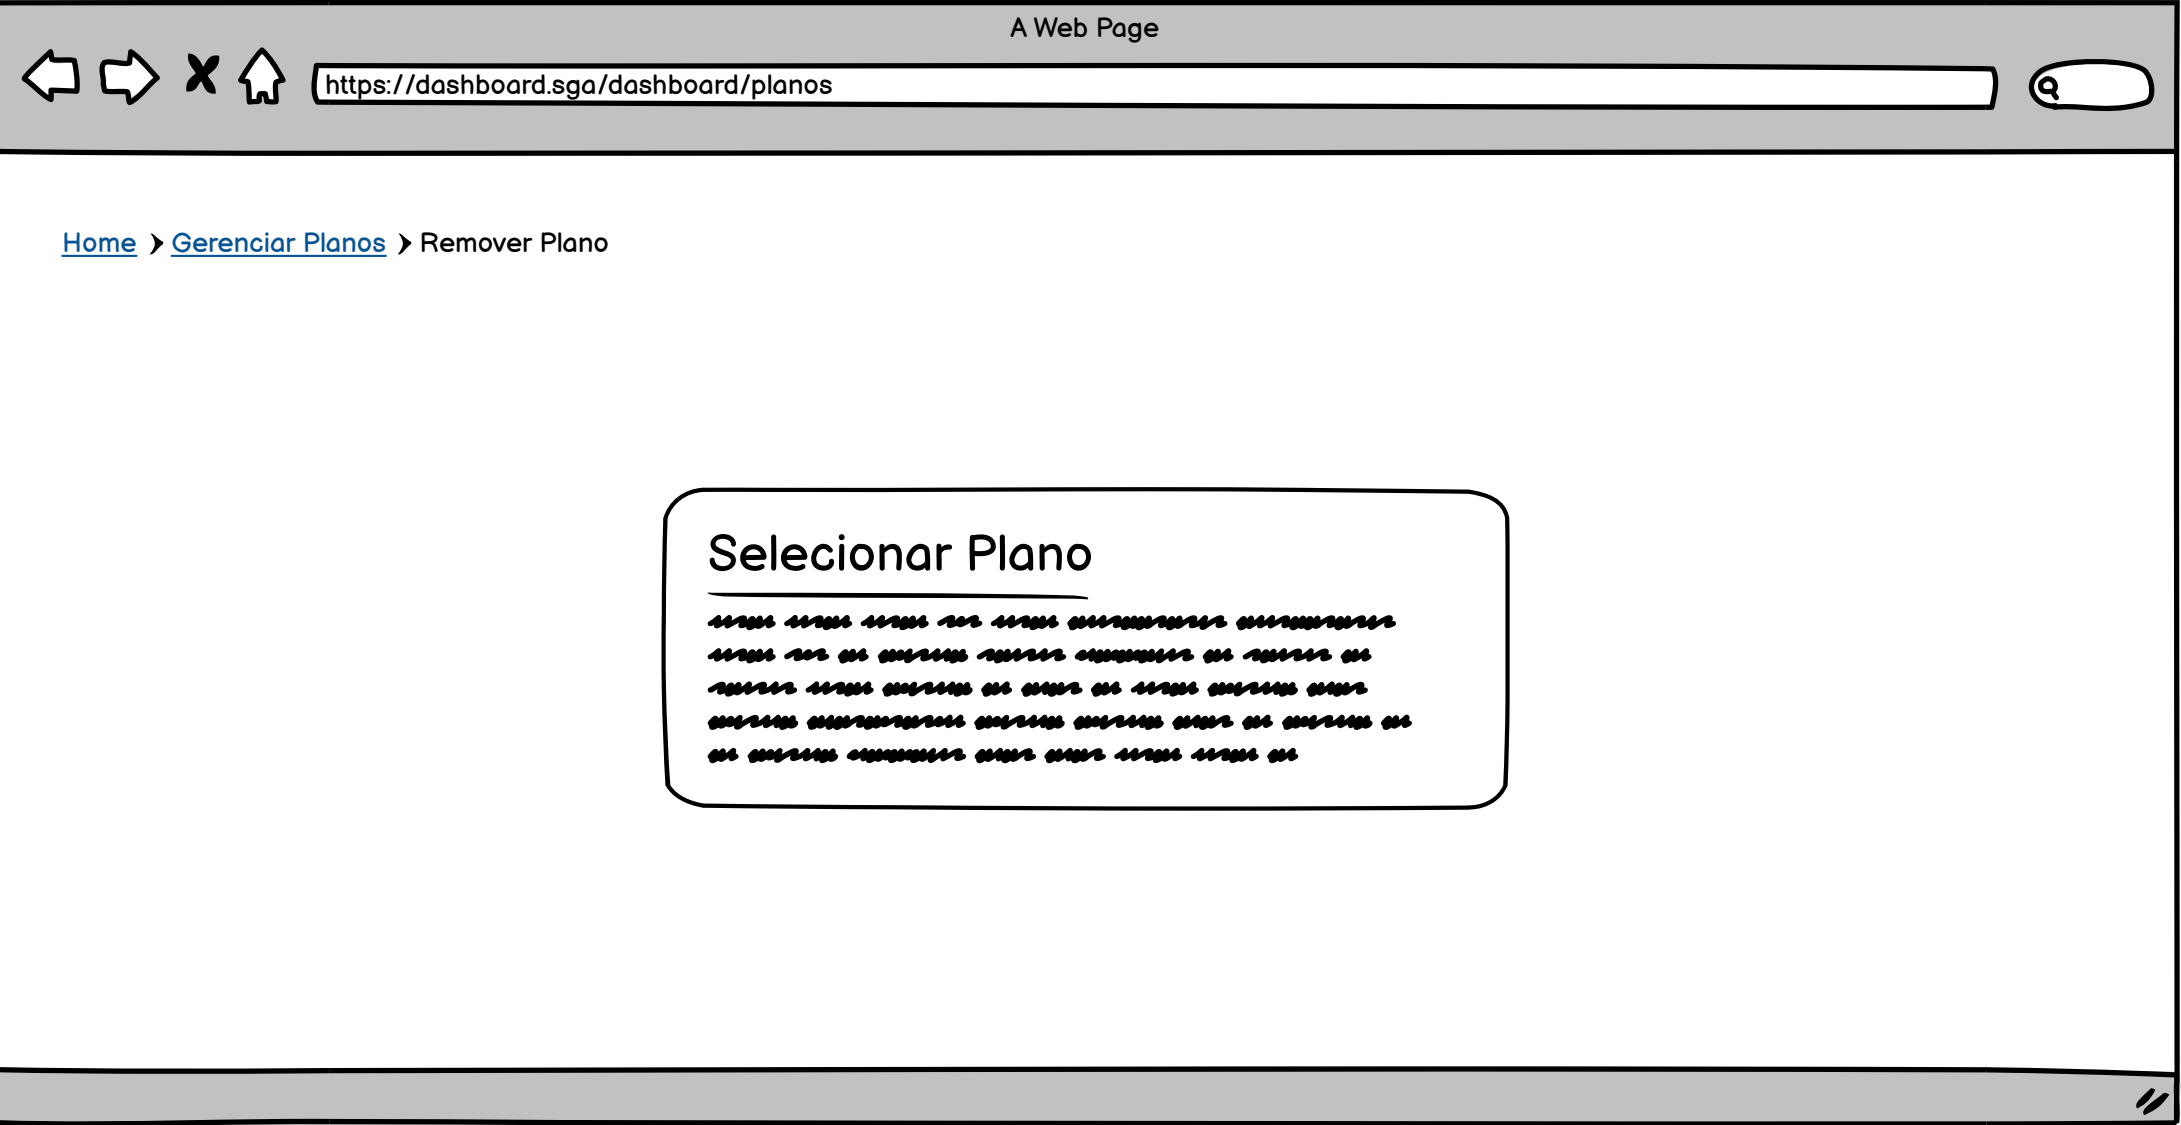 A Web Page
https://dashboard.sga/dashboard/planos
Home Gerenciar Planos Remover Plano
Selecionar Plano